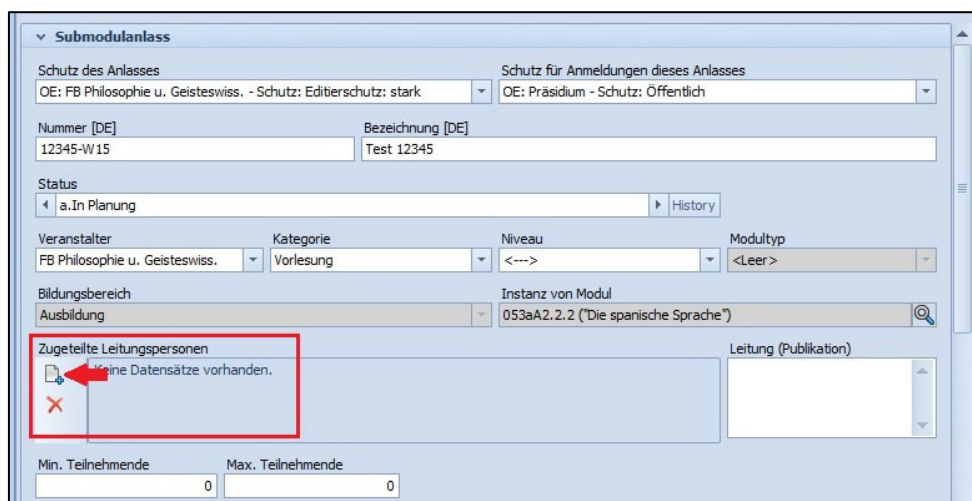 Submodulanlass
Schutz des Anlasses
Schutz für Anmeldungen dieses Anlasses
OE: FB Philosophie u. Geisteswiss. - Schutz: Editierschutz: stark
OE: Präsidium - Schutz: Öffentlich
Nummer [DE]
Bezeichnung [DE]
12345-W15
Test 12345
Status
a.In Planung
History
Veranstalter
Kategorie
Niveau
Modultyp
FB Philosophie u. Geisteswiss.
Vorlesung
<--->
<Leer>
Bildungsbereich
Instanz von Modul
Ausbildung
053aA2.2.2 ("Die spanische Sprache")
Zugeteilte Leitungspersonen
Leitung (Publikation)
Keine Datensätze vorhanden.
Min. Teilnehmende
Max. Teilnehmende
0
0